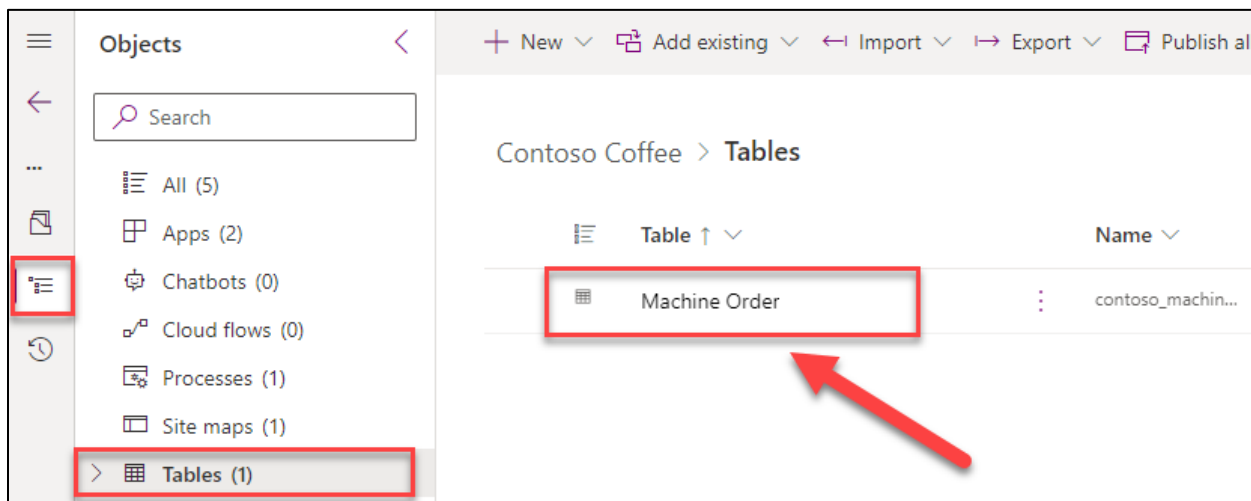 Objects
Search
All (5)
Apps (2)
Chatbots (0)
Cloud flows (0)
Processes (1)
Site maps (1)
Tables (1)
New Add existing Import Export Publish al
Contoso Coffee > Tables
Table ↑ Name
Machine Order contoso_machin...